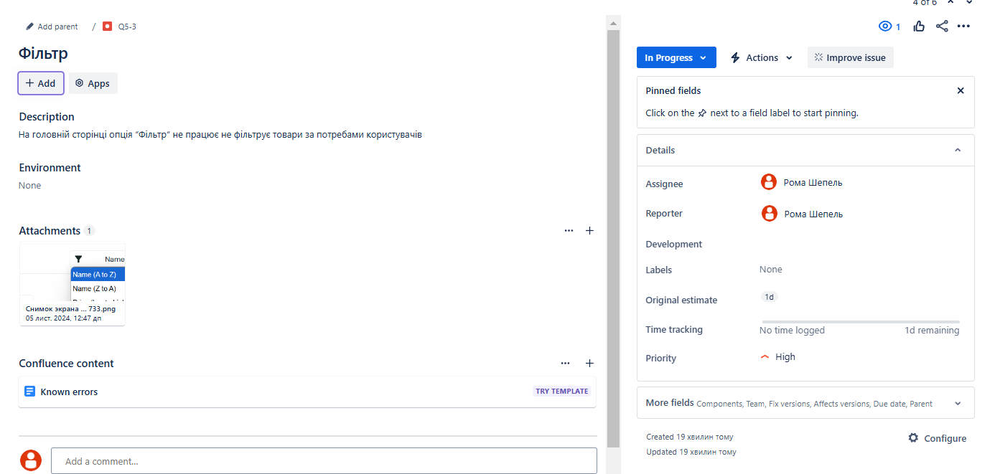 4 of 6
Add parent / Q5-3
Фільтр
Add Apps
Description
На головній сторінці опція “Фільтр” не працює не фільтрує товари за потребами користувачів
Environment
None
Attachments 1
Name
Name (A to Z)
Name (Z to A)
Снимок экрана ... 733.png
05 лист. 2024, 12:47 дп
Confluence content
Known errors TRY TEMPLATE
Add a comment...
1
In Progress Actions Improve issue
Pinned fields
Click on the next to a field label to start pinning.
Details
Assignee Рома Шепель
Reporter Рома Шепель
Development
Labels None
Original estimate 1d
Time tracking No time logged 1d remaining
Priority High
More fields Components, Team, Fix versions, Affects versions, Due date, Parent
Created 19 хвилин тому Configure
Updated 19 хвилин тому